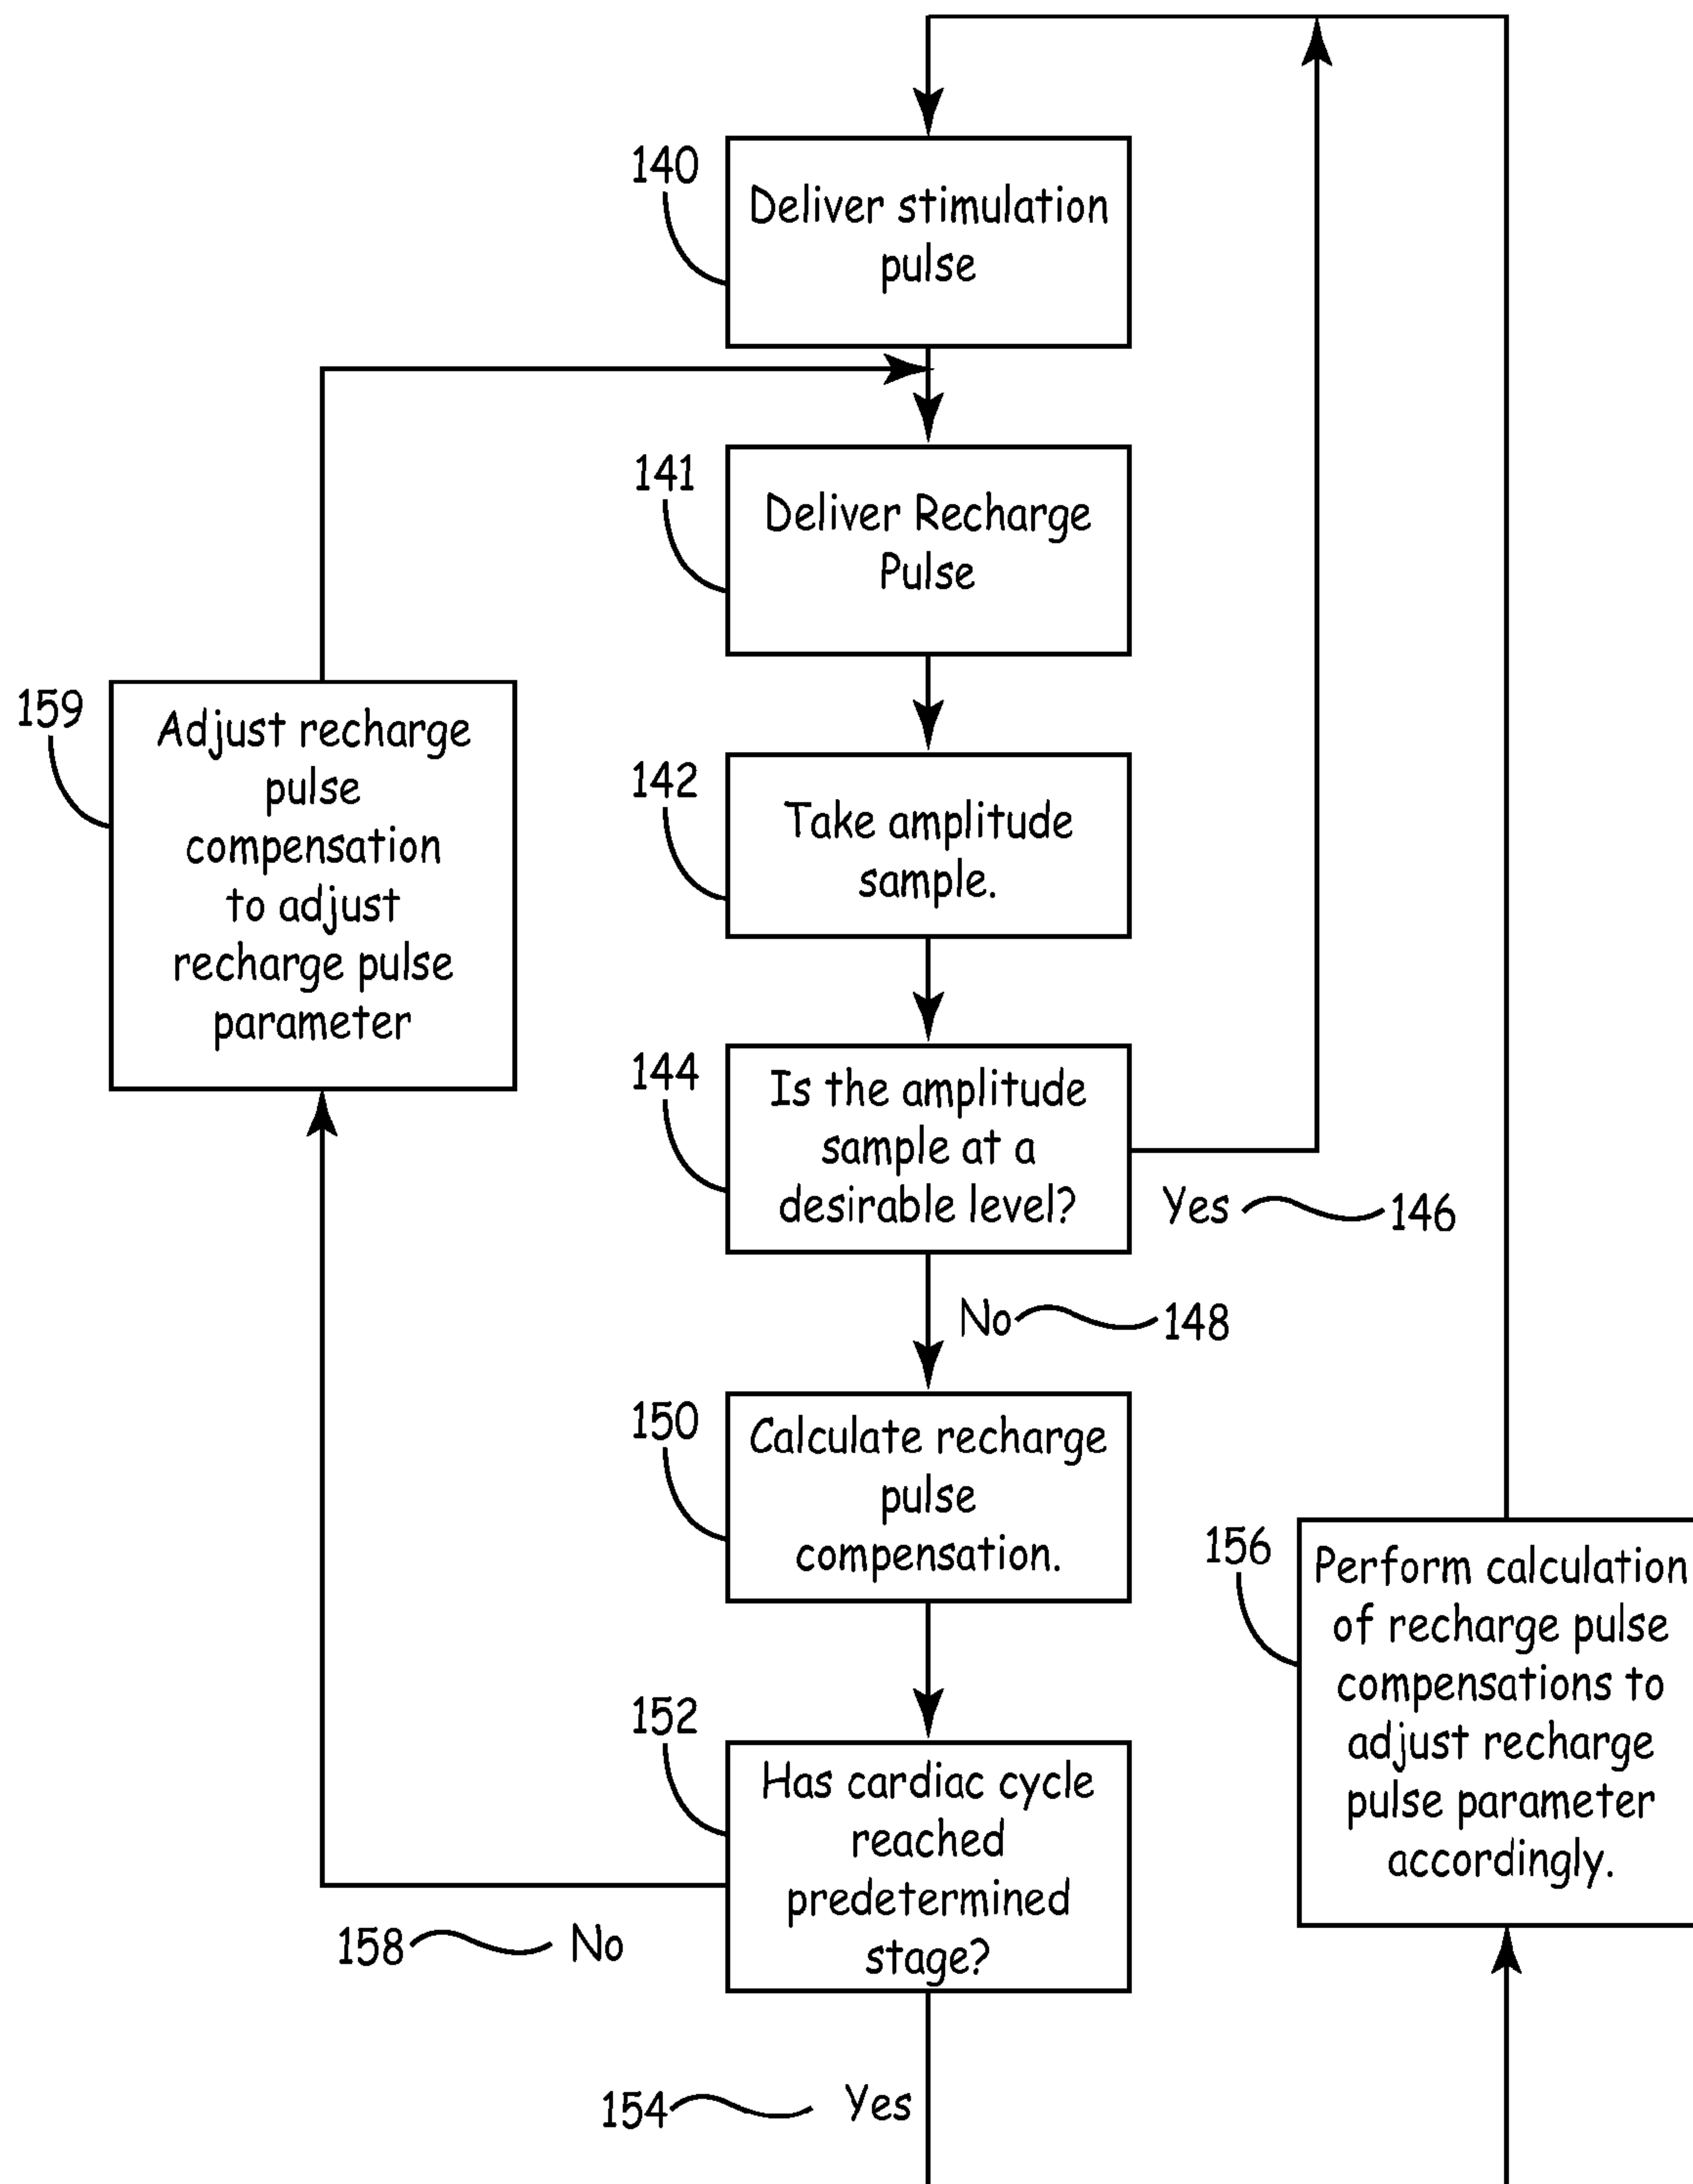 140
Deliver stimulation
pulse
141
Deliver Recharge
Pulse
159
Adjust recharge
pulse
compensation
to adjust
recharge pulse
parameter
142
Take amplitude
sample.
144
Is the amplitude
sample at a
desirable level?
Yes
146
No
148
150
Calculate recharge
pulse
compensation.
156
Perform calculation
of recharge pulse
compensations to
adjust recharge
pulse parameter
accordingly.
152
Has cardiac cycle
reached
predetermined
stage?
158
No
154
Yes